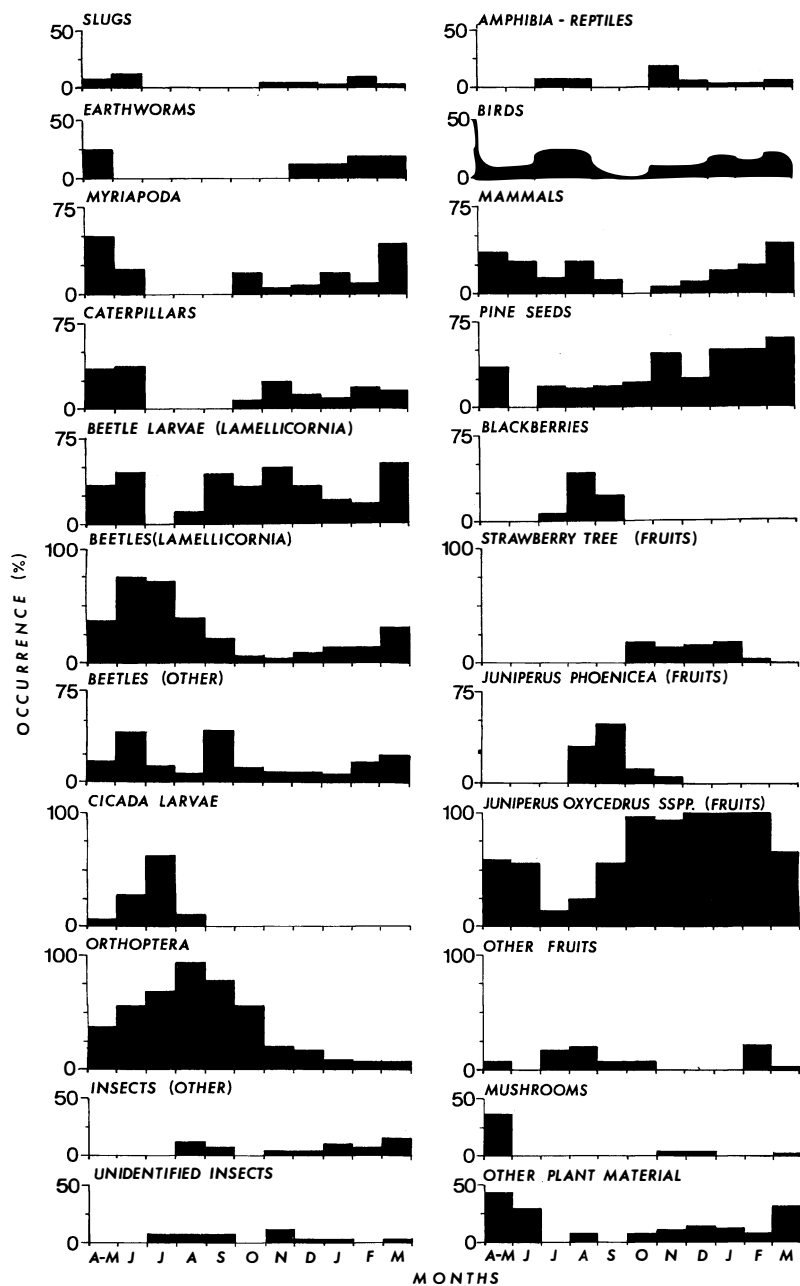 SLUGS
50
0
EARTHWORMS
50
0
MYRIAPODA
75
0
CATERPILLARS
75
0
BEETLE LARVAE (LAMELLICORNIA)
75
0
BEETLES(LAMELLICORNIA)
100
0
BEETLES (OTHER)
75
0
CICADA LARVAE
100
0
ORTHOPTERA
100
0
INSECTS (OTHER)
50
0
UNIDENTIFIED INSECTS
50
0
A-M J J A S O N D J F M
OCCURRENCE (%)
AMPHIBIA - REPTILES
50
0
BIRDS
50
0
MAMMALS
75
0
PINE SEEDS
75
0
BLACKBERRIES
75
0
STRAWBERRY TREE (FRUITS)
100
0
JUNIPERUS PHOENICEA (FRUITS)
75
0
JUNIPERUS OXYCEDRUS SSPP. (FRUITS)
100
0
OTHER FRUITS
100
0
MUSHROOMS
50
0
OTHER PLANT MATERIAL
50
0
A-M J J A S O N D J F M
MONTHS